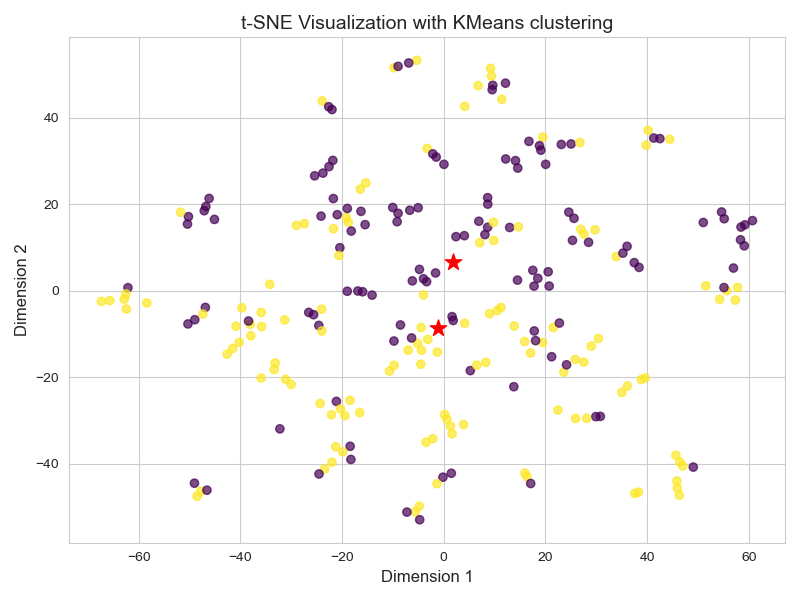 t-SNE Visualization with KMeans clustering
Dimension 2
40
20
0
−20
−40
−60 −40 −20 0 20 40 60
Dimension 1